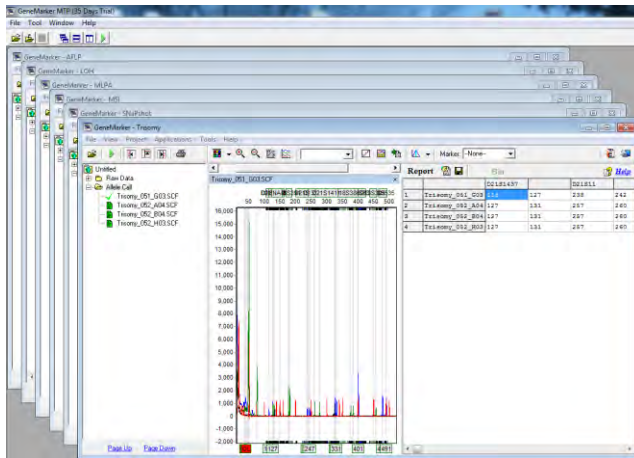 GeneMarker MTP (35 Days Trial)
File Tool Window Help
GeneMarker - AFLP
GeneMarker - LOH
GeneMarker - MLPA
GeneMarker - MSI
GeneMarker - SNaPshot
GeneMarker - Trisomy
File View Project Applications Tools Help
Marker -None-
Untitled
Raw Data
Allele Call
Trisomy_051_G03.SCF
Trisomy_052_A04.SCF
Trisomy_052_B04.SCF
Trisomy_052_H03.SCF
Trisomy_051_G03.SCF
50 100 150 200 250 300 350 400 450 500
16,000
15,000
14,000
13,000
12,000
11,000
10,000
9,000
8,000
7,000
6,000
5,000
4,000
3,000
2,000
1,000
0
-1,000
-2,000
Report Help
D21S1437 D21S11
1 Trisomy_051_G03 127 238 242
2 Trisomy_052_A04 127 131 257 260
3 Trisomy_052_B04 127 131 257 260
4 Trisomy_052_H03 127 131 257 260
Page Up Page Down